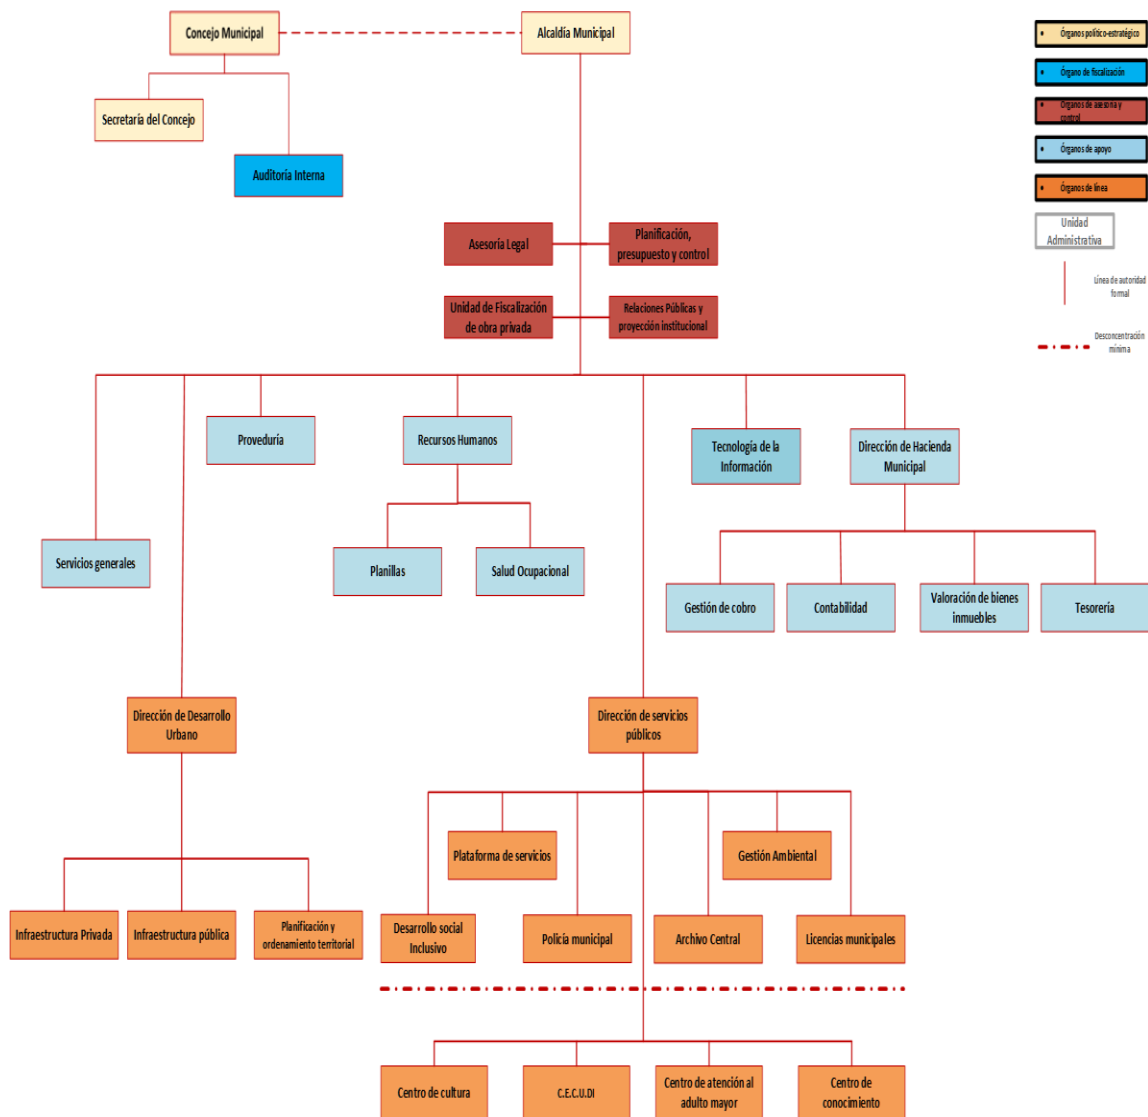 Concejo Municipal
Alcaldía Municipal
Secretaría del Concejo
Auditoría Interna
Asesoría Legal
Planificación,
presupuesto y control
Unidad de Fiscalización
de obra privada
Relaciones Públicas y
proyección institucional
Proveduría
Recursos Humanos
Tecnología de la
Información
Dirección de Hacienda
Municipal
Servicios generales
Planillas
Salud Ocupacional
Gestión de cobro
Contabilidad
Valoración de bienes
inmuebles
Tesorería
Dirección de Desarrollo
Urbano
Dirección de servicios
públicos
Plataforma de servicios
Gestión Ambiental
Infraestructura Privada
Infraestructura pública
Planificación y
ordenamiento territorial
Desarrollo social
Inclusivo
Policía municipal
Archivo Central
Licencias municipales
Centro de cultura
C.E.C.U.DI
Centro de atención al
adulto mayor
Centro de
conocimiento
• Órganos político-estratégico
• Órgano de fiscalización
• Órganos de asesoría y
control
• Órganos de apoyo
• Órganos de línea
Unidad
Administrativa
Línea de autoridad
formal
Desconcentración
mínima